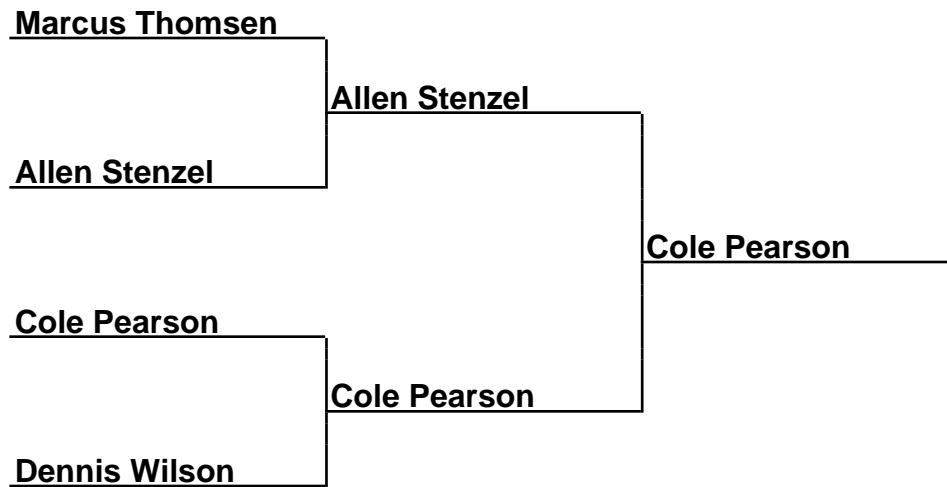 Marcus Thomsen
Allen Stenzel
Allen Stenzel
Cole Pearson
Cole Pearson
Cole Pearson
Dennis Wilson